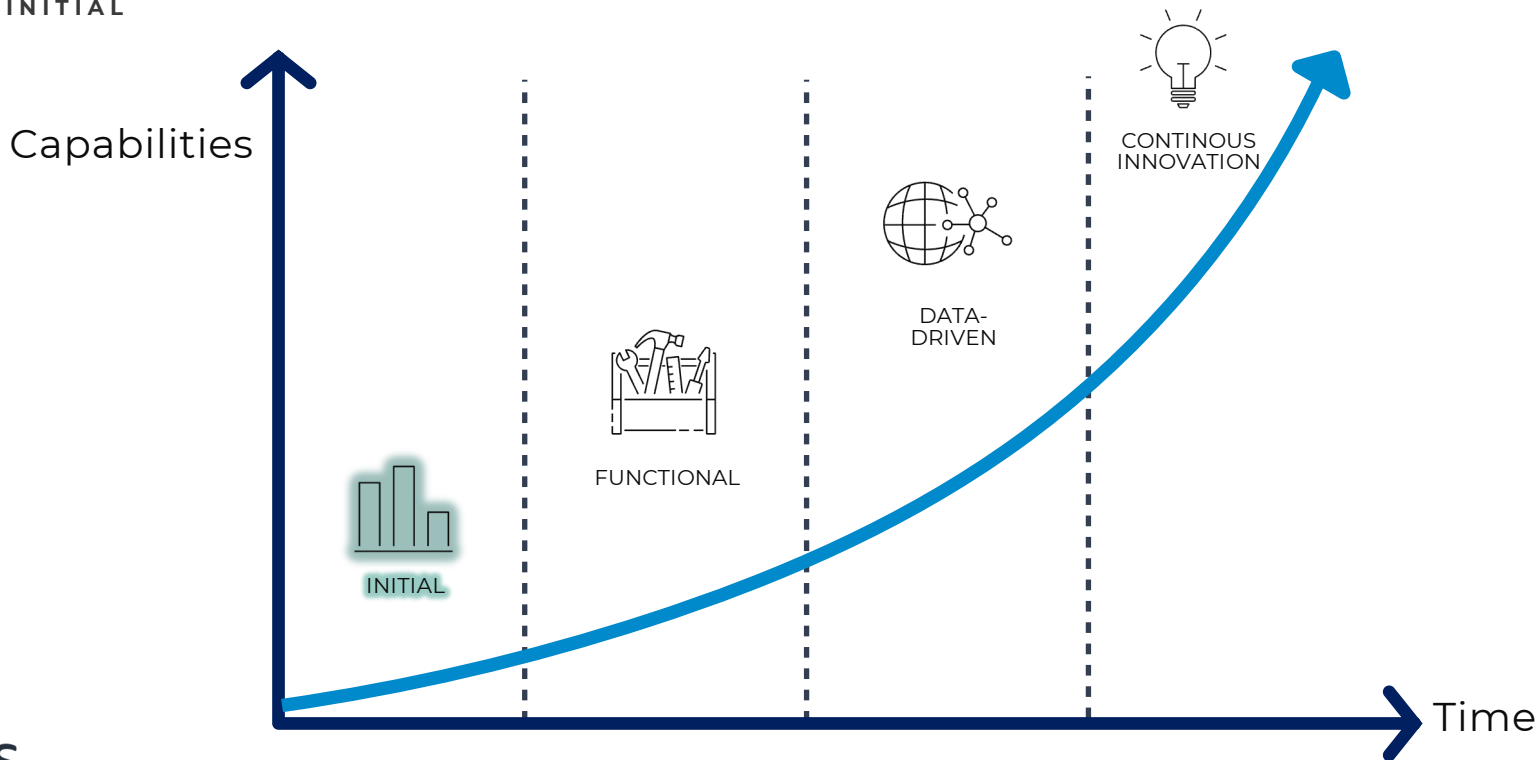 INITIAL
Capabilities
CONTINOUS
INNOVATION
DATA-
DRIVEN
FUNCTIONAL
INITIAL
Time